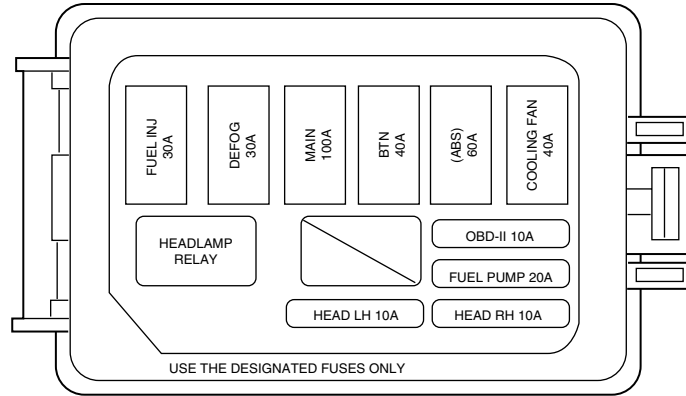 FUEL INJ
30A
DEFOG
30A
MAIN
100A
BTN
40A
(ABS)
60A
COOLING FAN
40A
HEADLAMP
RELAY
OBD-II 10A
FUEL PUMP 20A
HEAD LH 10A
HEAD RH 10A
USE THE DESIGNATED FUSES ONLY